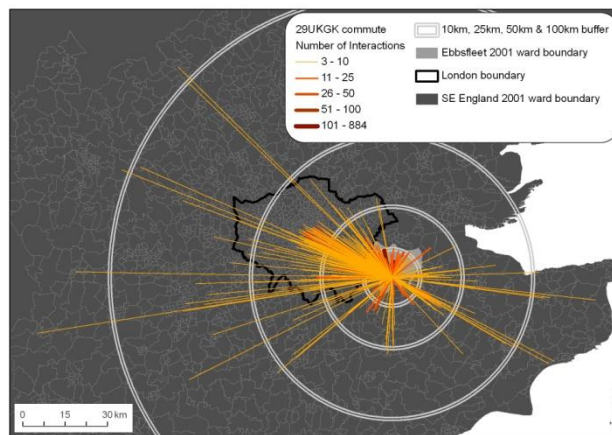 29UKGK commute
Number of Interactions
3 - 10
11 - 25
26 - 50
51 - 100
101 - 884
10km, 25km, 50km & 100km buffer
Ebbsfleet 2001 ward boundary
London boundary
SE England 2001 ward boundary
0 15 30 km